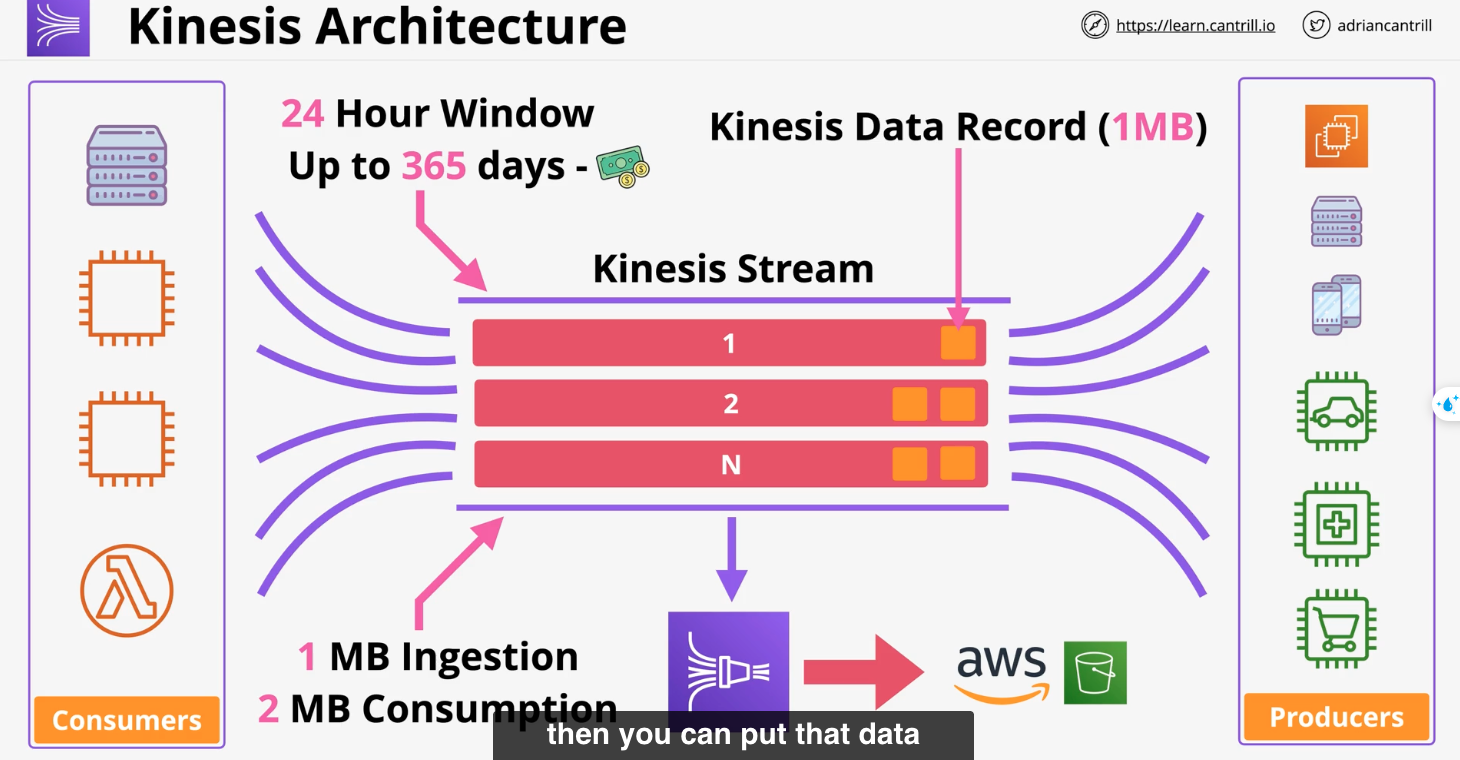 Kinesis Architecture
https://learn.cantrill.io
adriancantrill
24 Hour Window
Up to 365 days -
Kinesis Data Record (1MB)
Kinesis Stream
1
2
N
1 MB Ingestion
2 MB Consumption
aws
Consumers
Producers
then you can put that data